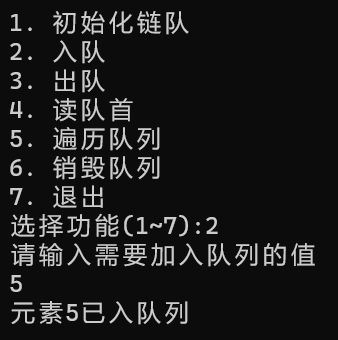 1. 初始化链队
2. 入队
3. 出队
4. 读队首
5. 遍历队列
6. 销毁队列
7. 退出
选择功能(1~7):2
请输入需要加入队列的值
5
元素5已入队列